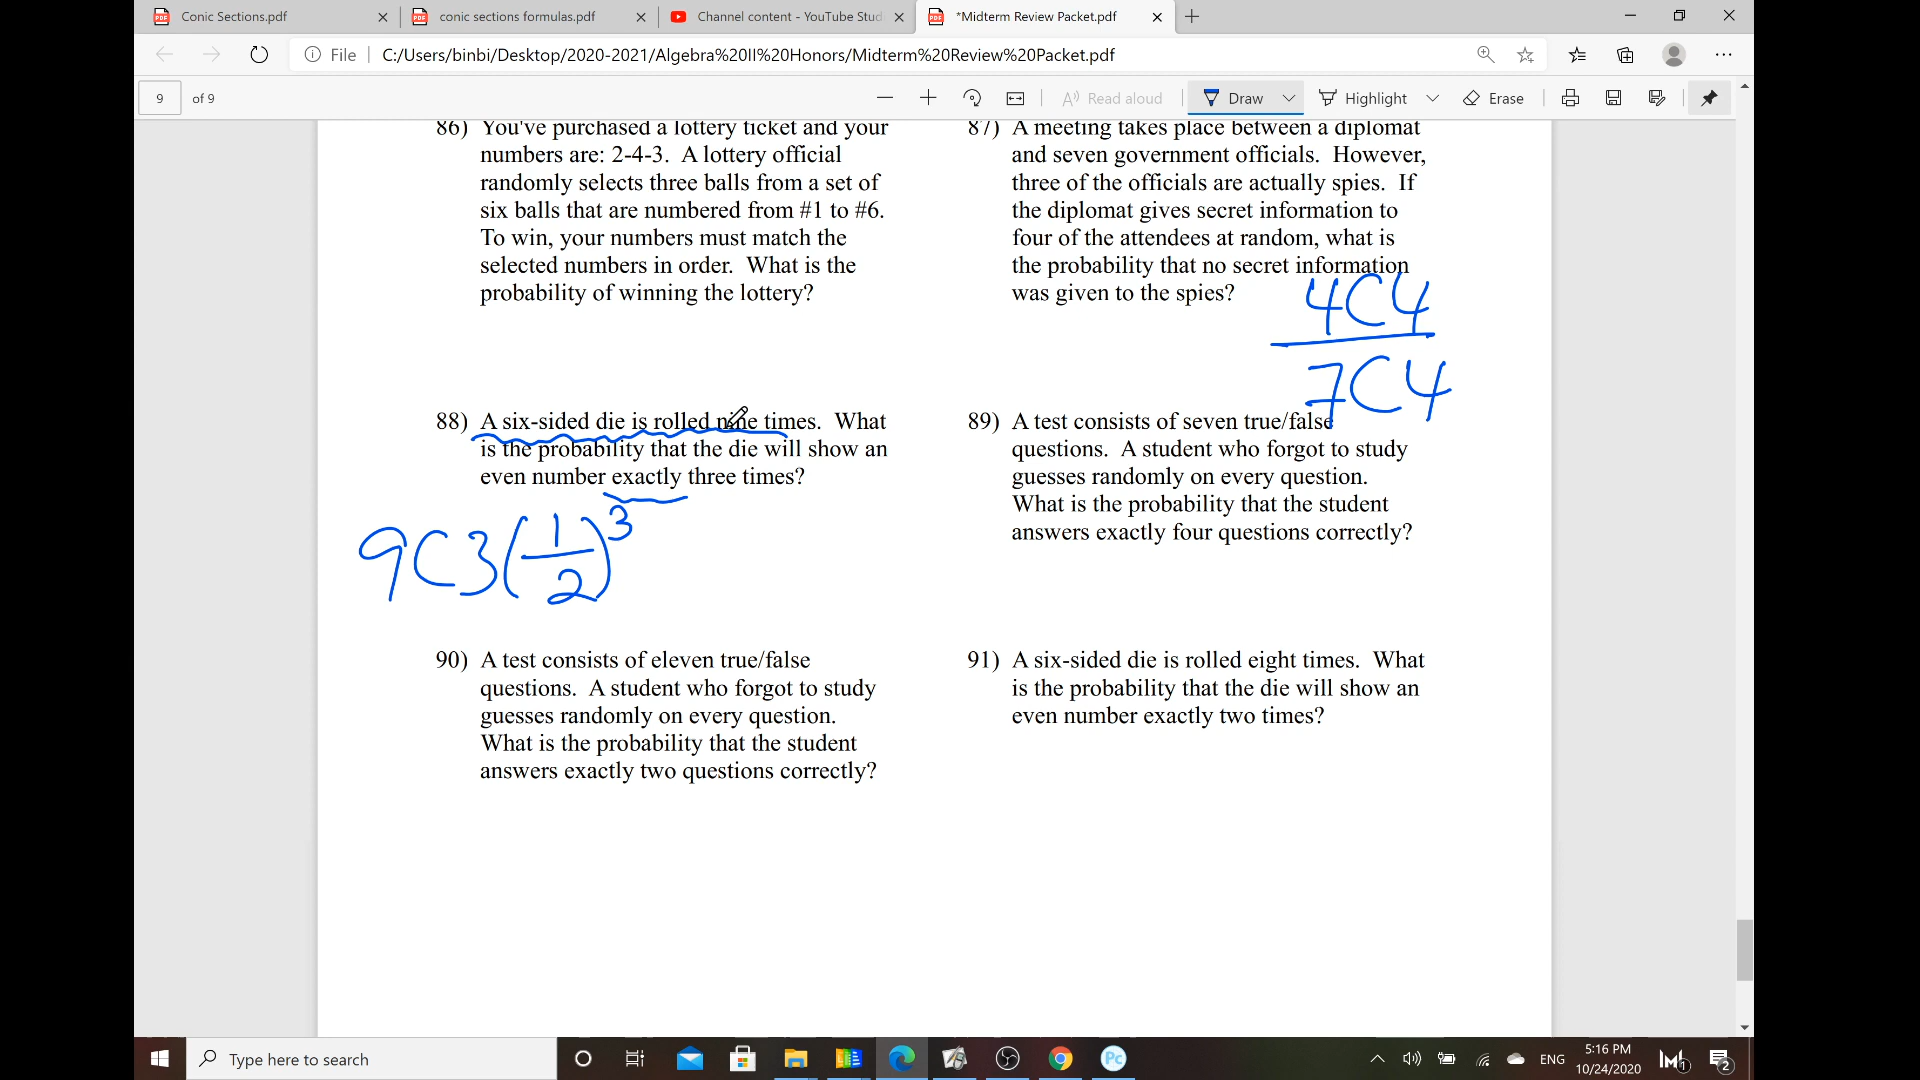 Conic Sections.pdf
conic sections formulas.pdf
Channel content - YouTube Stud
*Midterm Review Packet.pdf
File
C:/Users/binbi/Desktop/2020-2021/Algebra%20II%20Honors/Midterm%20Review%20Packet.pdf
9 of 9
Read aloud
Draw
Highlight
Erase
86) You've purchased a lottery ticket and your
numbers are: 2-4-3. A lottery official
randomly selects three balls from a set of
six balls that are numbered from #1 to #6.
To win, your numbers must match the
selected numbers in order. What is the
probability of winning the lottery?
87) A meeting takes place between a diplomat
and seven government officials. However,
three of the officials are actually spies. If
the diplomat gives secret information to
four of the attendees at random, what is
the probability that no secret information
was given to the spies?
4C4
7C4
88) A six-sided die is rolled nine times. What
is the probability that the die will show an
even number exactly three times?
9C3(1/2)^3
89) A test consists of seven true/false
questions. A student who forgot to study
guesses randomly on every question.
What is the probability that the student
answers exactly four questions correctly?
90) A test consists of eleven true/false
questions. A student who forgot to study
guesses randomly on every question.
What is the probability that the student
answers exactly two questions correctly?
91) A six-sided die is rolled eight times. What
is the probability that the die will show an
even number exactly two times?
Type here to search
ENG
5:16 PM
10/24/2020